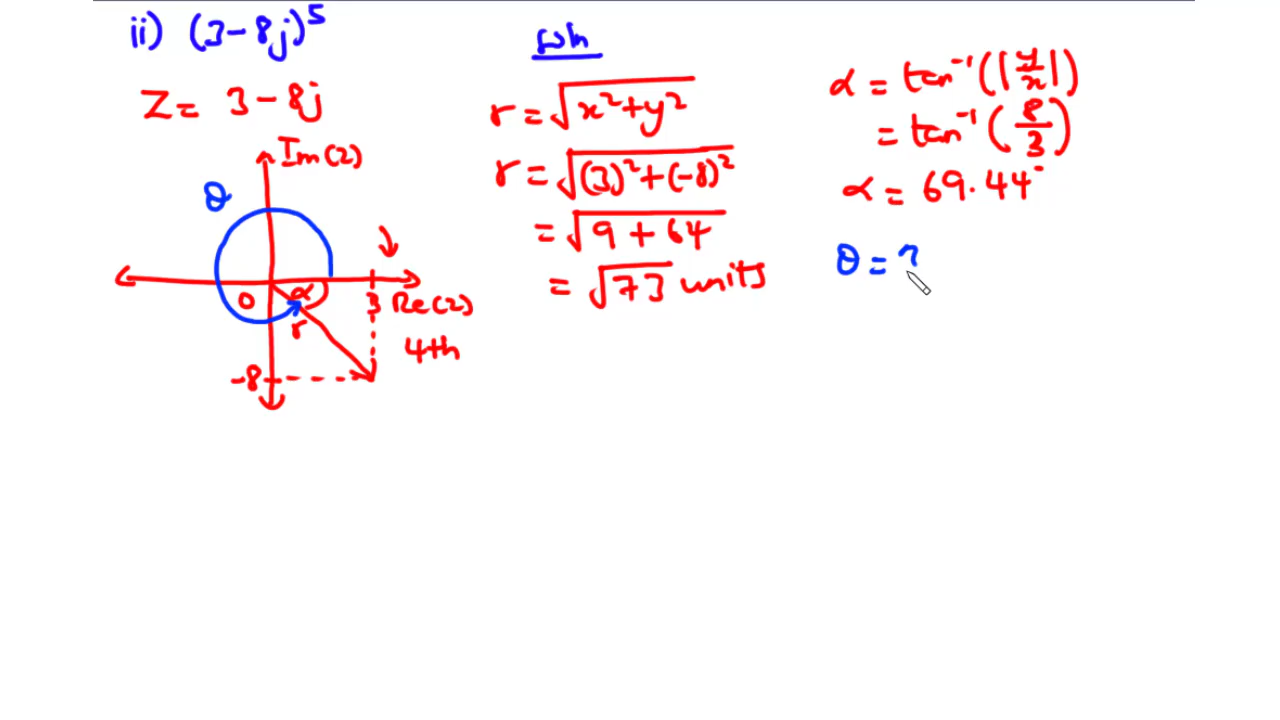 ii) (3-8j)⁵
Z = 3-8j
Im(z)
θ
0
α
3
Re(z)
r
4th
-8
soln
r = √(x²+y²)
r = √((3)²+(-8)²)
= √(9+64)
= √73 units
α = tan⁻¹(|y/x|)
= tan⁻¹(8/3)
α = 69.44°
θ = ?